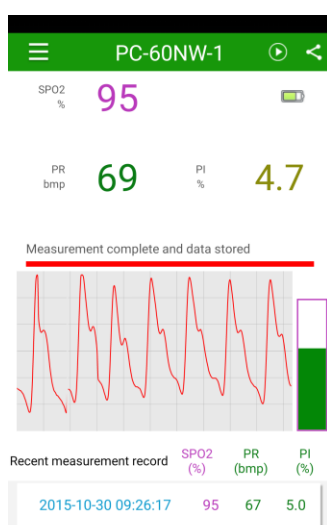 PC-60NW-1
SPO2
%
95
PR
bmp
69
PI
%
4.7
Measurement complete and data stored
Recent measurement record SPO2 (%) PR (bmp) PI (%)
2015-10-30 09:26:17 95 67 5.0